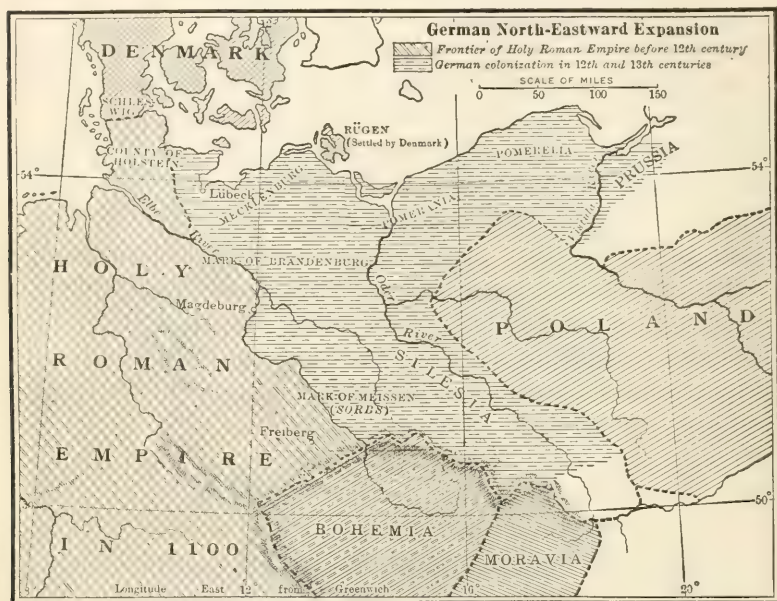 German North-Eastward Expansion
Frontier of Holy Roman Empire before 12th century
German colonization in 12th and 13th centuries
SCALE OF MILES
0 50 100 150
DENMARK
SCHLES
WIG
COUNTY OF
HOLSTEIN
RÜGEN
(Settled by Denmark)
POMERELIA
PRUSSIA
54°
54°
Lübeck
MECKLENBURG
POMERANIA
Elbe
River
MARK OF BRANDENBURG
Oder
River
HOLY
Magdeburg
POLAND
ROMAN
SILESIA
MARK OF MEISSEN
(SORBS)
Freiberg
EMPIRE
50°
BOHEMIA
IN 1100
MORAVIA
Longitude East 12 from Greenwich 16° 20